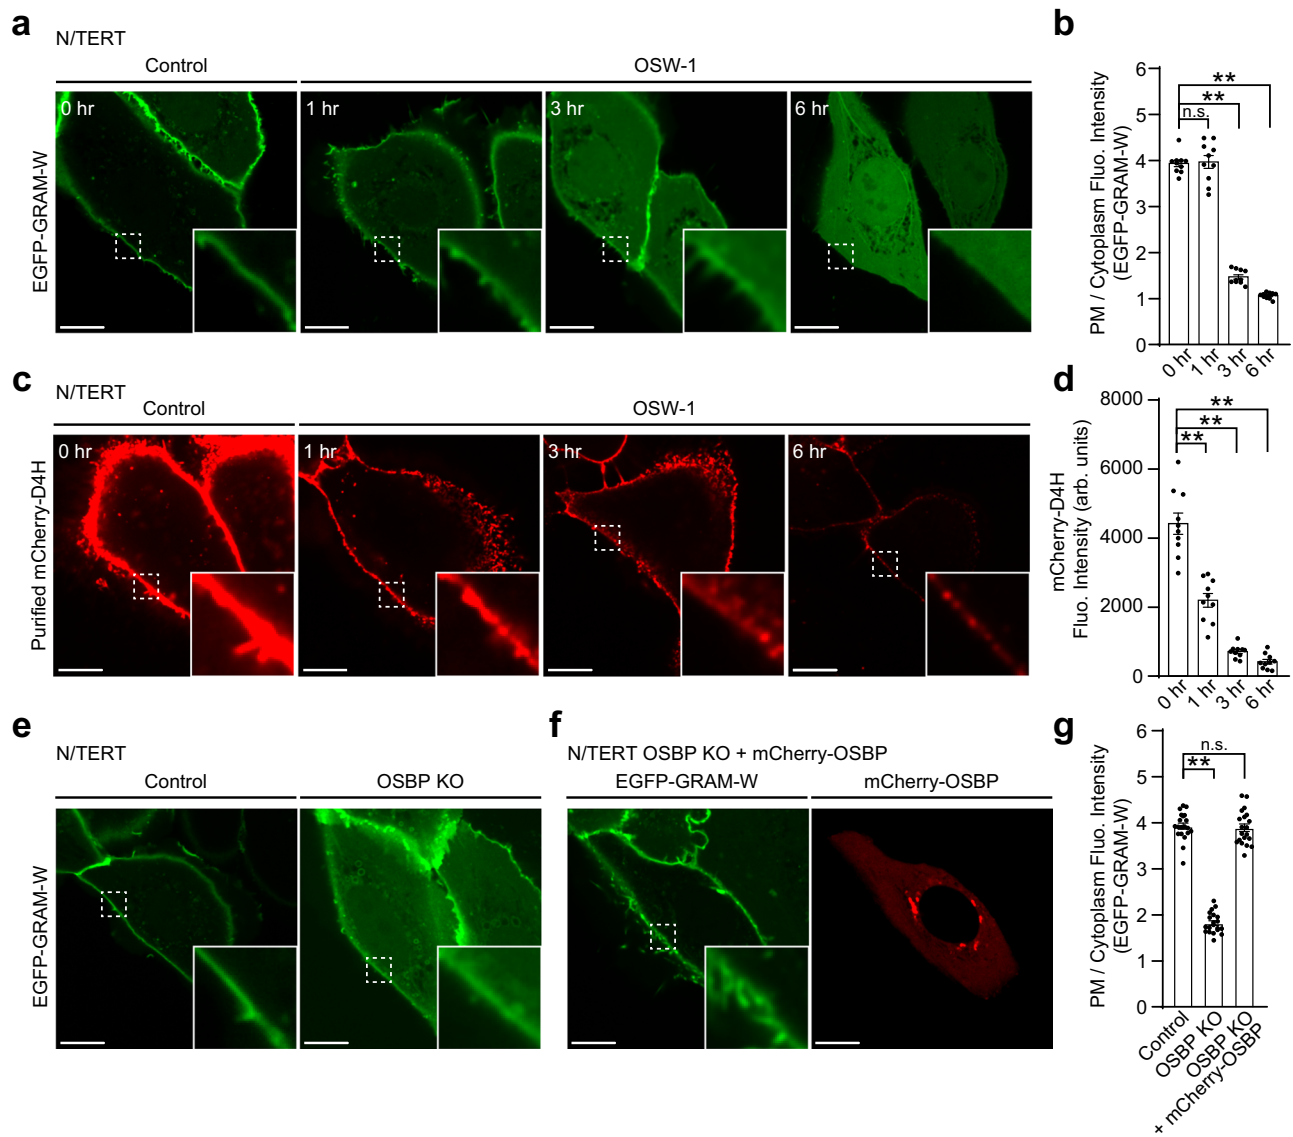 a
N/TERT
Control
OSW-1
EGFP-GRAM-W
0 hr
1 hr
3 hr
6 hr
b
PM / Cytoplasm Fluo. Intensity
(EGFP-GRAM-W)
6
5
4
3
2
1
0
**
**
n.s.
0 hr
1 hr
3 hr
6 hr
c
N/TERT
Control
OSW-1
Purified mCherry-D4H
0 hr
1 hr
3 hr
6 hr
d
mCherry-D4H
Fluo. Intensity (arb. units)
8000
6000
4000
2000
0
**
**
**
0 hr
1 hr
3 hr
6 hr
e
N/TERT
Control
OSBP KO
EGFP-GRAM-W
f
N/TERT OSBP KO + mCherry-OSBP
EGFP-GRAM-W
mCherry-OSBP
g
PM / Cytoplasm Fluo. Intensity
(EGFP-GRAM-W)
6
5
4
3
2
1
0
n.s.
**
Control
OSBP KO
OSBP KO
+ mCherry-OSBP